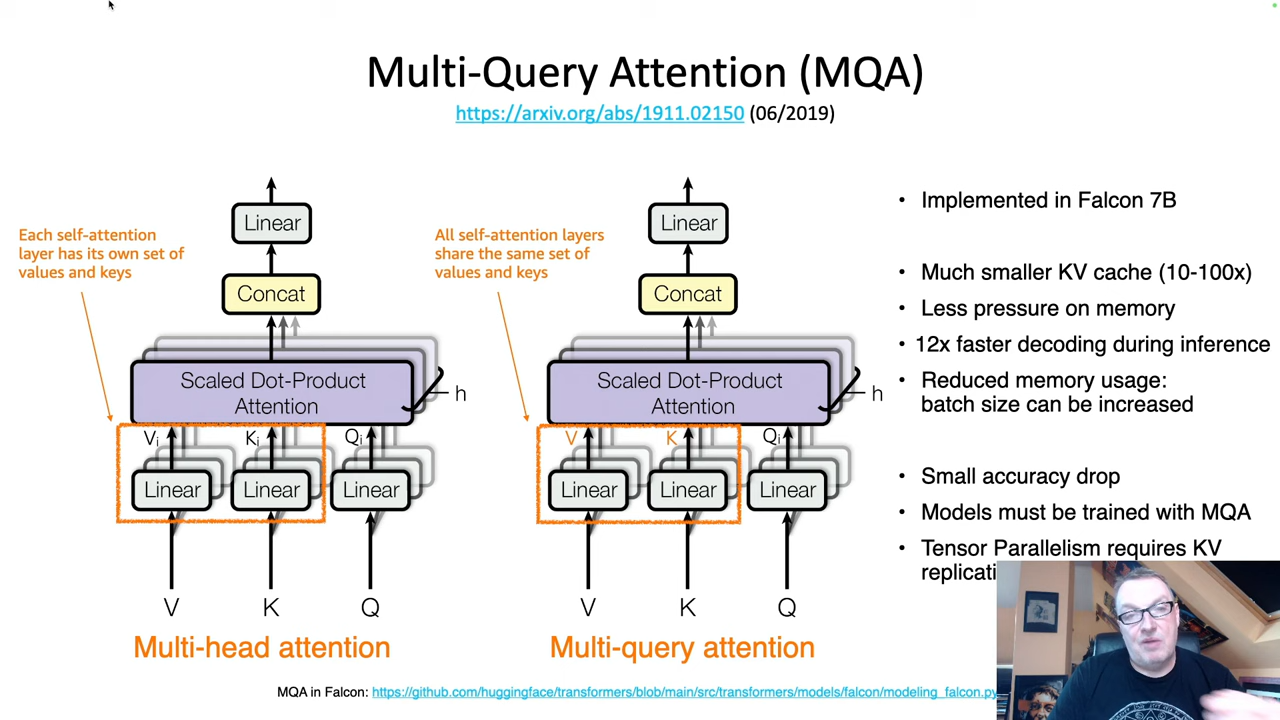 Multi-Query Attention (MQA)
https://arxiv.org/abs/1911.02150 (06/2019)
Each self-attention
layer has its own set of
values and keys
Linear
Concat
Scaled Dot-Product
Attention
h
Vi
Ki
Qi
Linear
Linear
Linear
V
K
Q
Multi-head attention
All self-attention layers
share the same set of
values and keys
Linear
Concat
Scaled Dot-Product
Attention
h
V
K
Qi
Linear
Linear
Linear
V
K
Q
Multi-query attention
• Implemented in Falcon 7B
• Much smaller KV cache (10-100x)
• Less pressure on memory
• 12x faster decoding during inference
• Reduced memory usage:
batch size can be increased
• Small accuracy drop
• Models must be trained with MQA
• Tensor Parallelism requires KV
MQA in Falcon: https://github.com/huggingface/transformers/blob/main/src/transformers/models/falcon/modeling_falcon.py